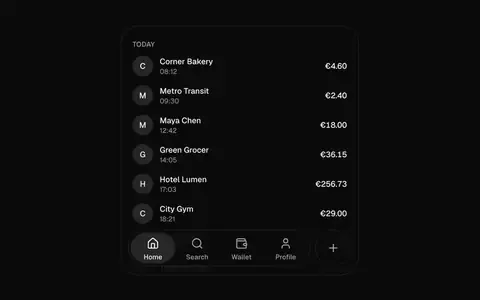 TODAY
C Corner Bakery €4.60
08:12
M Metro Transit €2.40
09:30
M Maya Chen €18.00
12:42
G Green Grocer €36.15
14:05
H Hotel Lumen €256.73
17:03
C City Gym €29.00
18:21
Home Search Wallet Profile